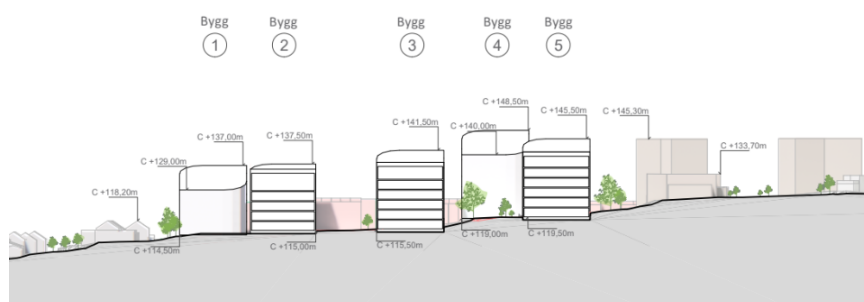 Bygg Bygg Bygg Bygg Bygg
1 2 3 4 5
C +148,50m
C +145,50m C +145,30m
C +141,50m
C +137,00m C +137,50m C +140,00m
C +133,70m
C +129,00m
C +118,20m
C +114,50m C +115,00m C +115,50m C +119,00m C +119,50m